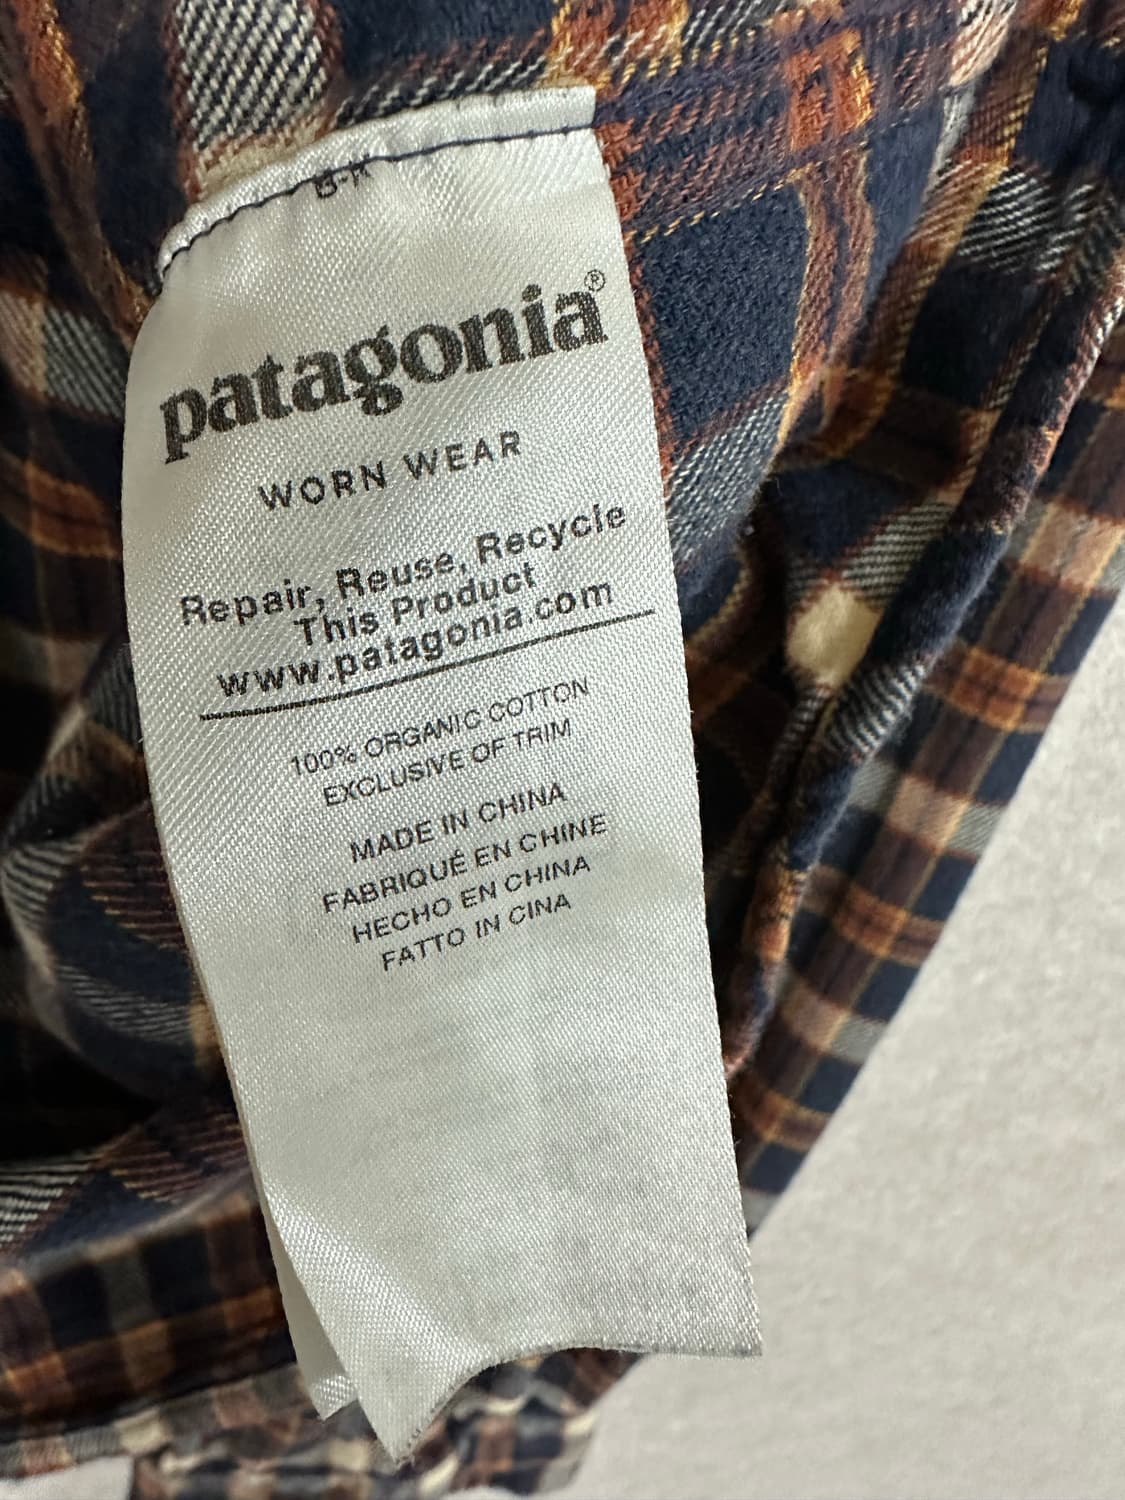 patagonia®
WORN WEAR
Repair, Reuse, Recycle
This Product
www.patagonia.com
100% ORGANIC COTTON
EXCLUSIVE OF TRIM
MADE IN CHINA
FABRIQUÉ EN CHINE
HECHO EN CHINA
FATTO IN CINA